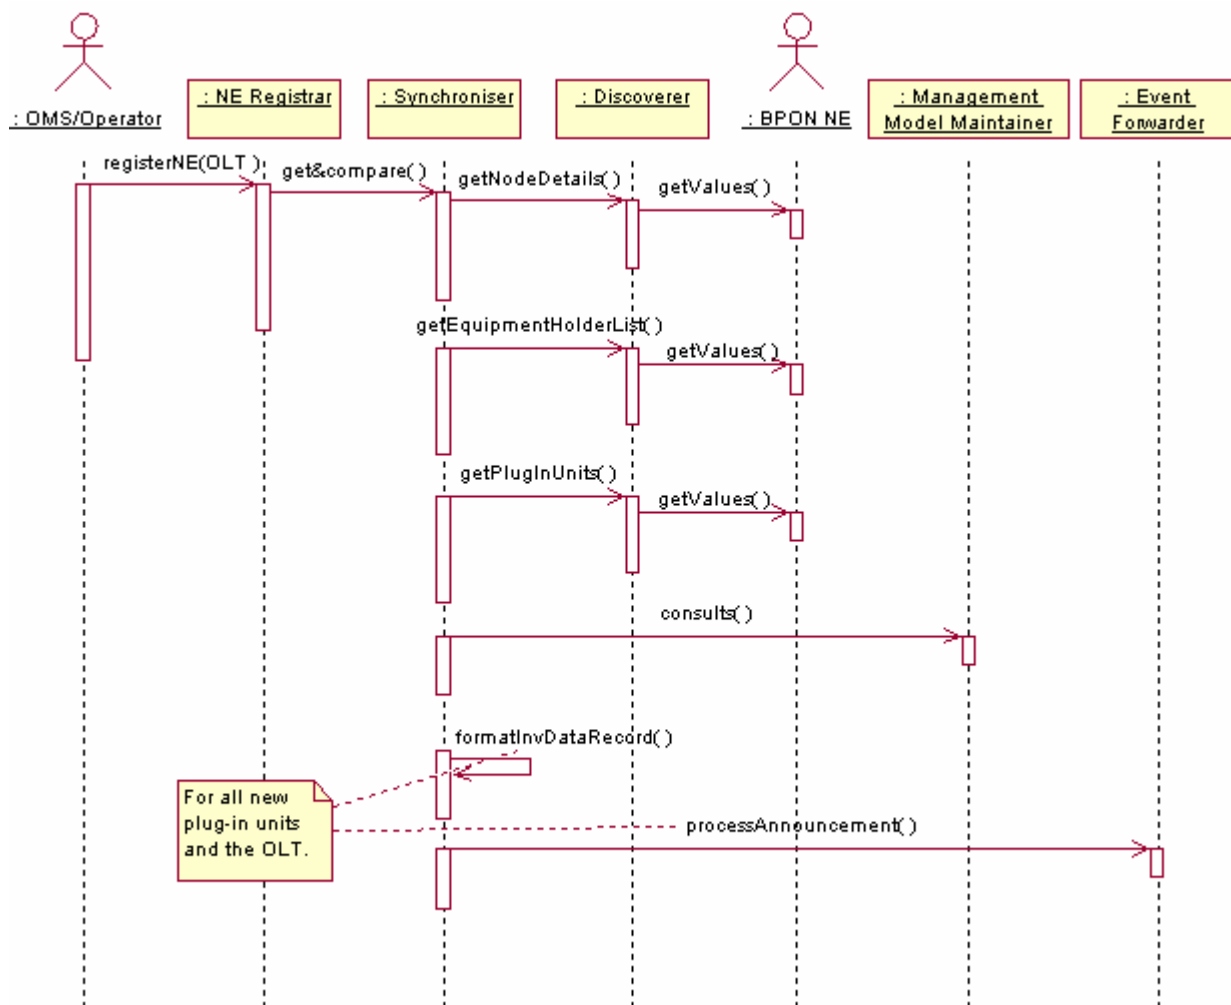 : OMS/Operator
: NE Registrar
: Synchroniser
: Discoverer
: BPON NE
: Management
Model Maintainer
: Event
Forwarder
registerNE(OLT )
get&compare( )
getNodeDetails( )
getValues( )
getEquipmentHolderList( )
getValues( )
getPlugInUnits( )
getValues( )
consults( )
formatInvDataRecord( )
For all new
plug-in units
and the OLT.
processAnnouncement( )